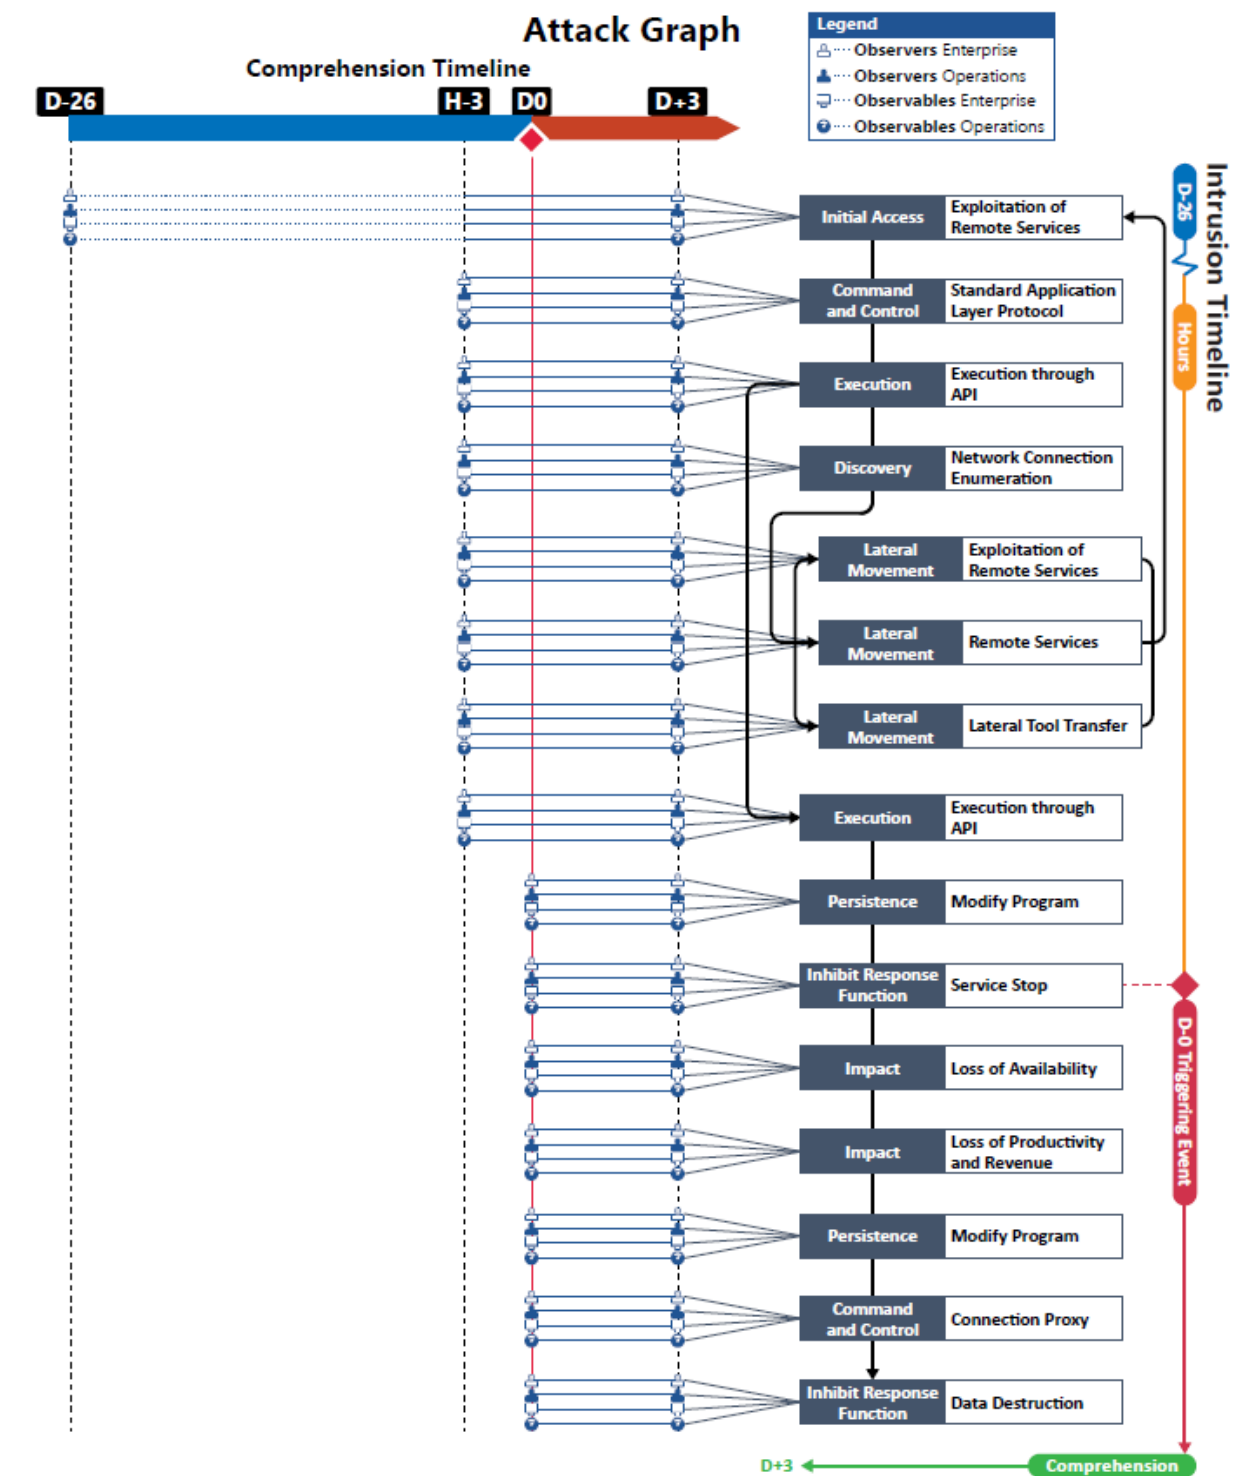 Attack Graph
Legend
Observers Enterprise
Observers Operations
Observables Enterprise
Observables Operations
Comprehension Timeline
D-26
H-3
D0
D+3
Intrusion Timeline
D-26
Hours
D-0 Triggering Event
Initial Access
Exploitation of
Remote Services
Command
and Control
Standard Application
Layer Protocol
Execution
Execution through
API
Discovery
Network Connection
Enumeration
Lateral
Movement
Exploitation of
Remote Services
Lateral
Movement
Remote Services
Lateral
Movement
Lateral Tool Transfer
Execution
Execution through
API
Persistence
Modify Program
Inhibit Response
Function
Service Stop
Impact
Loss of Availability
Impact
Loss of Productivity
and Revenue
Persistence
Modify Program
Command
and Control
Connection Proxy
Inhibit Response
Function
Data Destruction
D+3
Comprehension